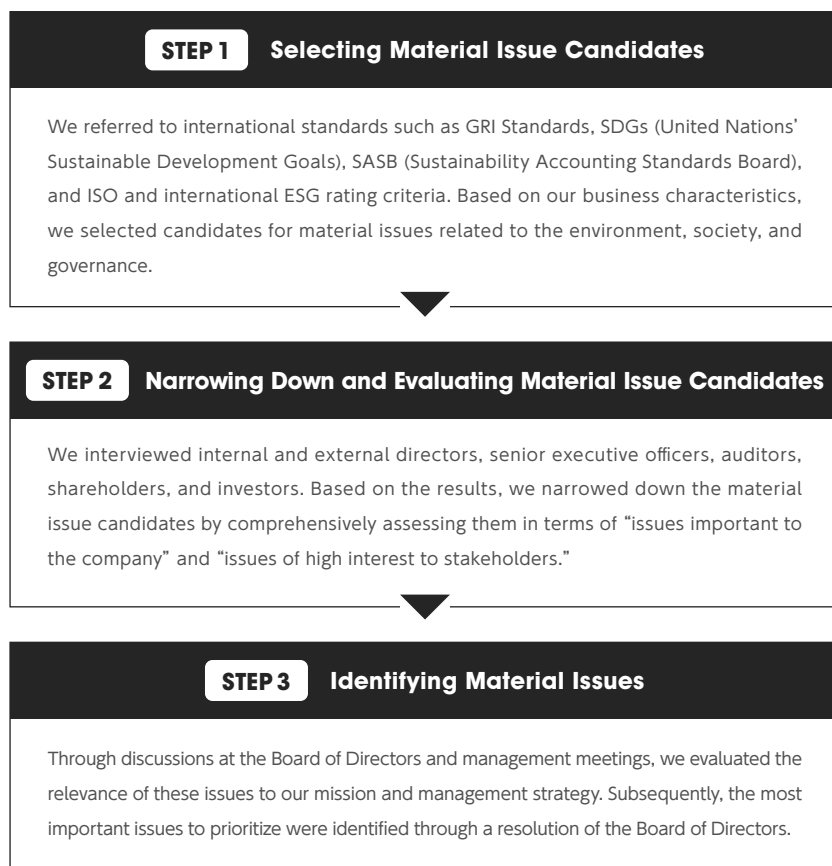 STEP 1 Selecting Material Issue Candidates
We referred to international standards such as GRI Standards, SDGs (United Nations’
Sustainable Development Goals), SASB (Sustainability Accounting Standards Board),
and ISO and international ESG rating criteria. Based on our business characteristics,
we selected candidates for material issues related to the environment, society, and
governance.
STEP 2 Narrowing Down and Evaluating Material Issue Candidates
We interviewed internal and external directors, senior executive officers, auditors,
shareholders, and investors. Based on the results, we narrowed down the material
issue candidates by comprehensively assessing them in terms of “issues important to
the company” and “issues of high interest to stakeholders.”
STEP 3 Identifying Material Issues
Through discussions at the Board of Directors and management meetings, we evaluated the
relevance of these issues to our mission and management strategy. Subsequently, the most
important issues to prioritize were identified through a resolution of the Board of Directors.